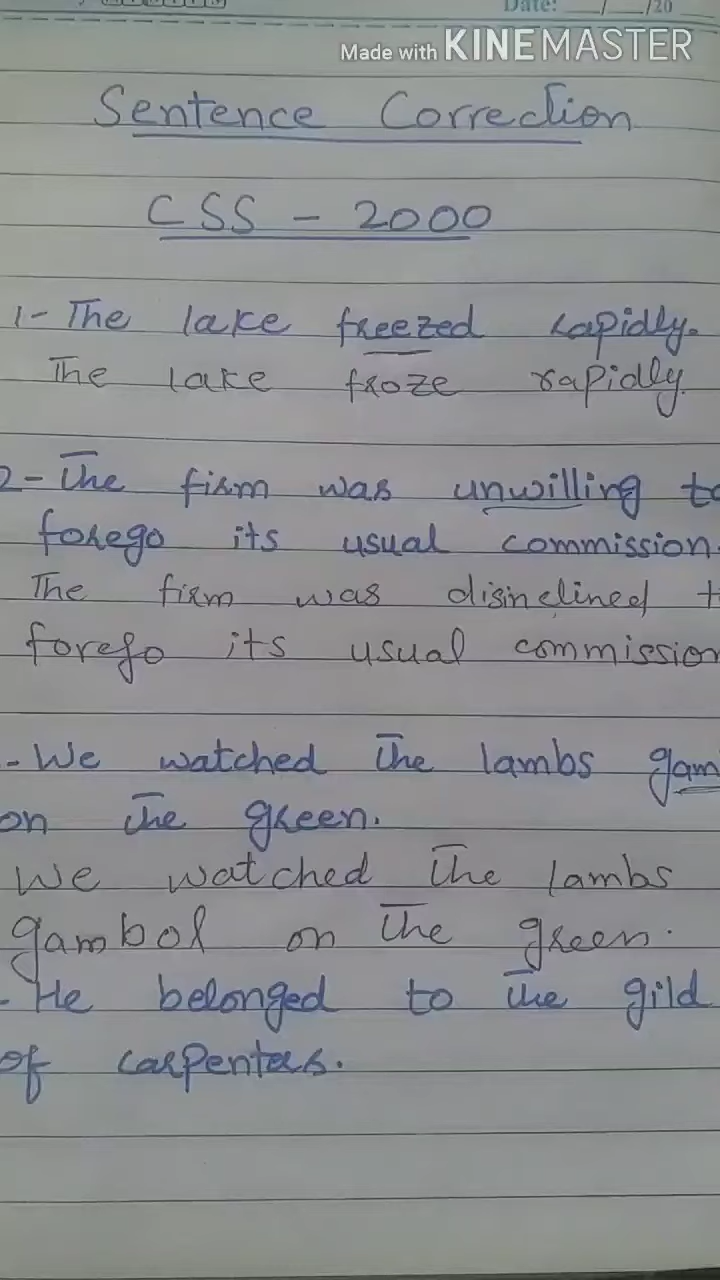 Date: __/__/20
Made with KINEMASTER
Sentence Correction
CSS - 2000
1- The lake freezed rapidly.
The lake froze rapidly
2- The firm was unwilling to
forego its usual commission.
The firm was disinclined t
forego its usual commission
- We watched the lambs gam
on the green.
We watched the lambs
gambol on the green.
- He belonged to the gild
of carpenters.